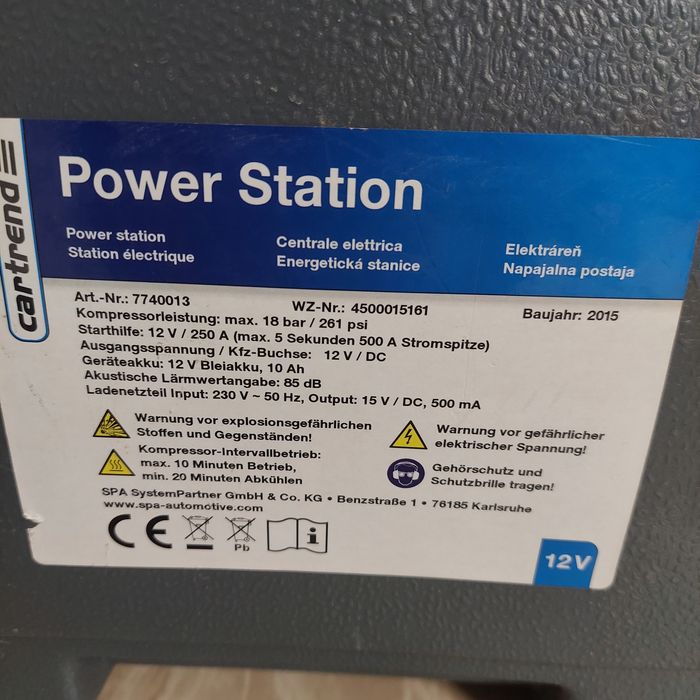 cartrend
Power Station
Power station
Station électrique
Centrale elettrica
Energetická stanice
Elektráreň
Napajalna postaja
Art.-Nr.: 7740013 WZ-Nr.: 4500015161 Baujahr: 2015
Kompressorleistung: max. 18 bar / 261 psi
Starthilfe: 12 V / 250 A (max. 5 Sekunden 500 A Stromspitze)
Ausgangsspannung / Kfz-Buchse: 12 V / DC
Geräteakku: 12 V Bleiakku, 10 Ah
Akustische Lärmwertangabe: 85 dB
Ladenetzteil Input: 230 V ~ 50 Hz, Output: 15 V / DC, 500 mA
Warnung vor explosionsgefährlichen
Stoffen und Gegenständen!
Warnung vor gefährlicher
elektrischer Spannung!
Kompressor-Intervallbetrieb:
max. 10 Minuten Betrieb,
min. 20 Minuten Abkühlen
Gehörschutz und
Schutzbrille tragen!
SPA SystemPartner GmbH & Co. KG • Benzstraße 1 • 76185 Karlsruhe
www.spa-automotive.com
CE
Pb
i
12V